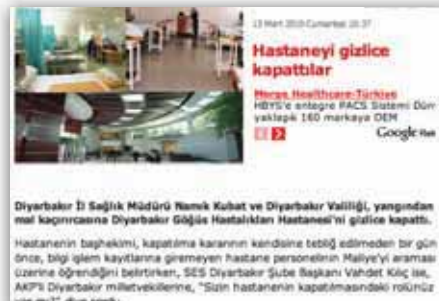 13 Mart 2010 Cumartesi 10:37
Hastaneyi gizlice
kapattılar
Merge Healthcare-Türkiye
HBYS'e entegre PACS Sistemi Dün
yaklaşık 160 markaya OEM
Google
Diyarbakır İl Sağlık Müdürü Namık Kubat ve Diyarbakır Valiliği, yangından
mal kaçırırcasına Diyarbakır Göğüs Hastalıkları Hastanesi'ni gizlice kapattı.
Hastanenin başhekimi, kapatılma kararının kendisine tebliğ edilmeden bir gün
önce, bilgi işlem kayıtlarına giremeyen hastane personelinin Maliye'yi araması
üzerine öğrendiğini belirtirken, SES Diyarbakır Şube Başkanı Vahdet Kılıç ise,
AKP'li Diyarbakır milletvekillerine, "Sizin hastanenin kapatılmasındaki rolünüz